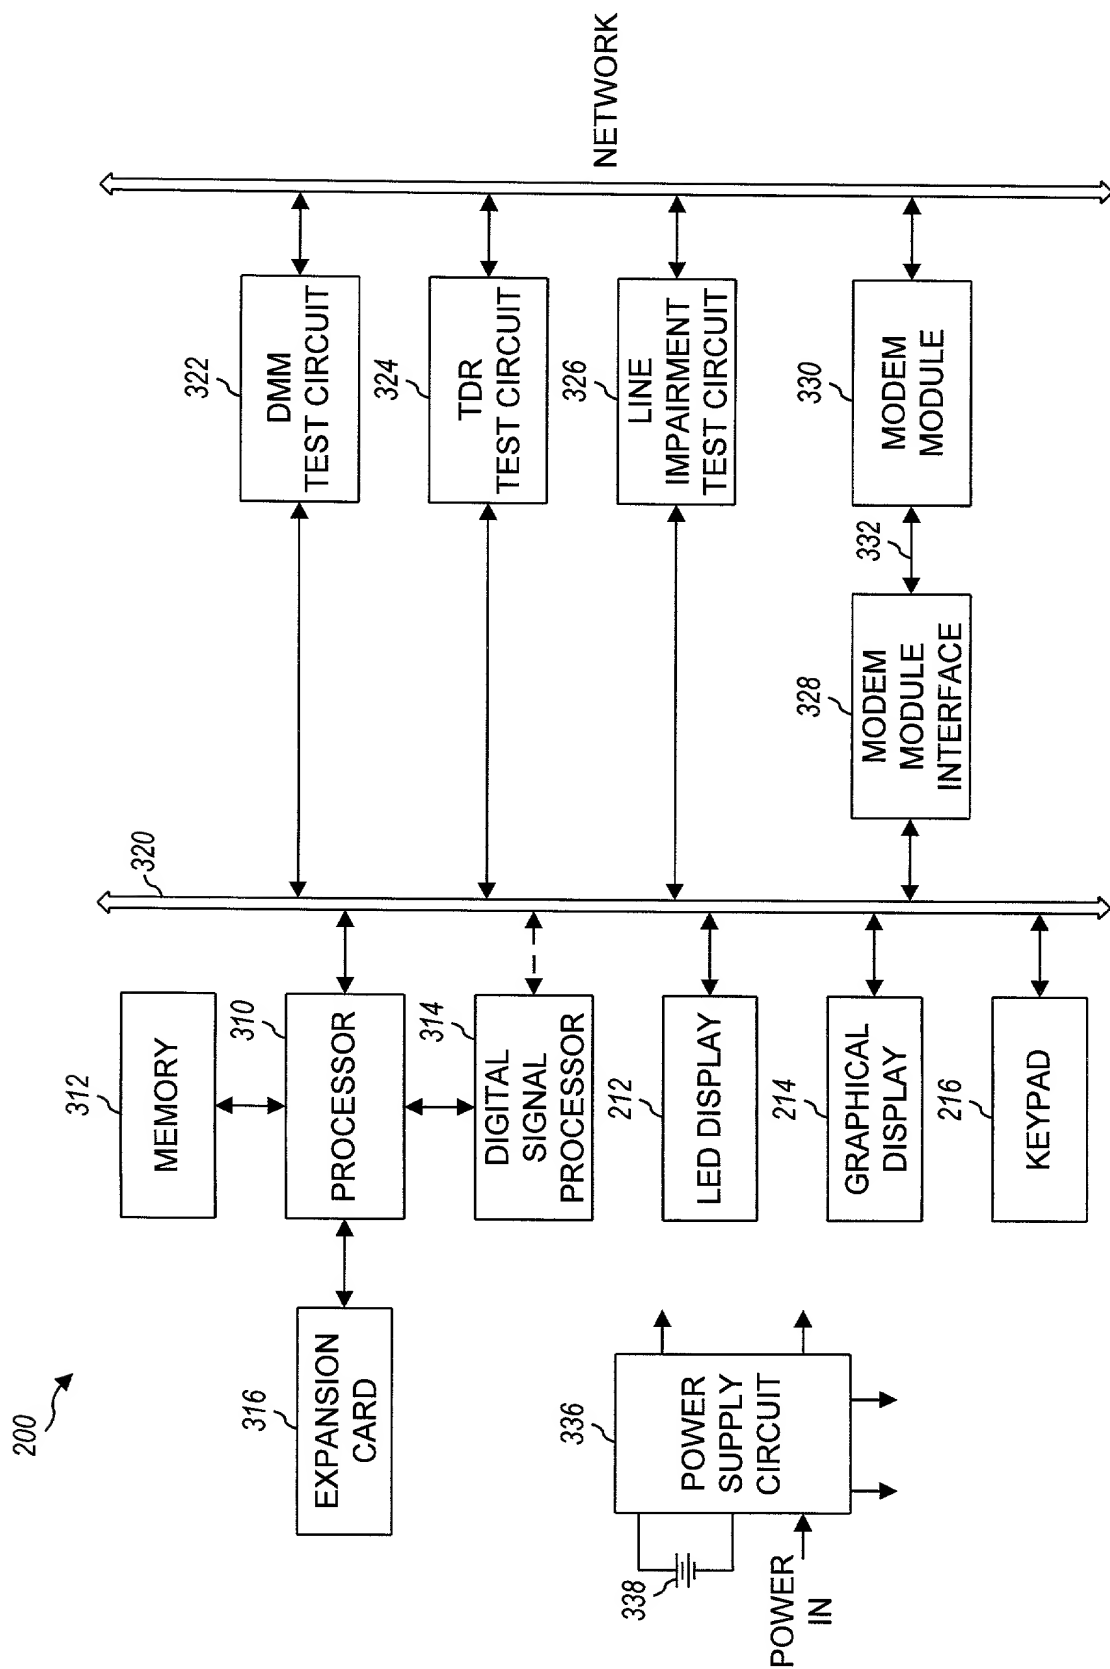 200
312
MEMORY
316
EXPANSION
CARD
310
PROCESSOR
314
DIGITAL
SIGNAL
PROCESSOR
212
LED DISPLAY
214
GRAPHICAL
DISPLAY
216
KEYPAD
336
POWER
SUPPLY
CIRCUIT
338
POWER
IN
320
322
DMM
TEST CIRCUIT
324
TDR
TEST CIRCUIT
326
LINE
IMPAIRMENT
TEST CIRCUIT
328
MODEM
MODULE
INTERFACE
332
330
MODEM
MODULE
NETWORK